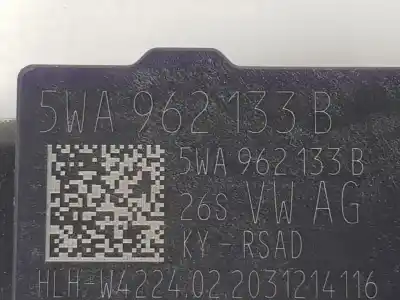 5WA 962 133 B
5WA 962 133 B
26S VW AG
KY-RSAD
HLH-W4224.02.2031214116